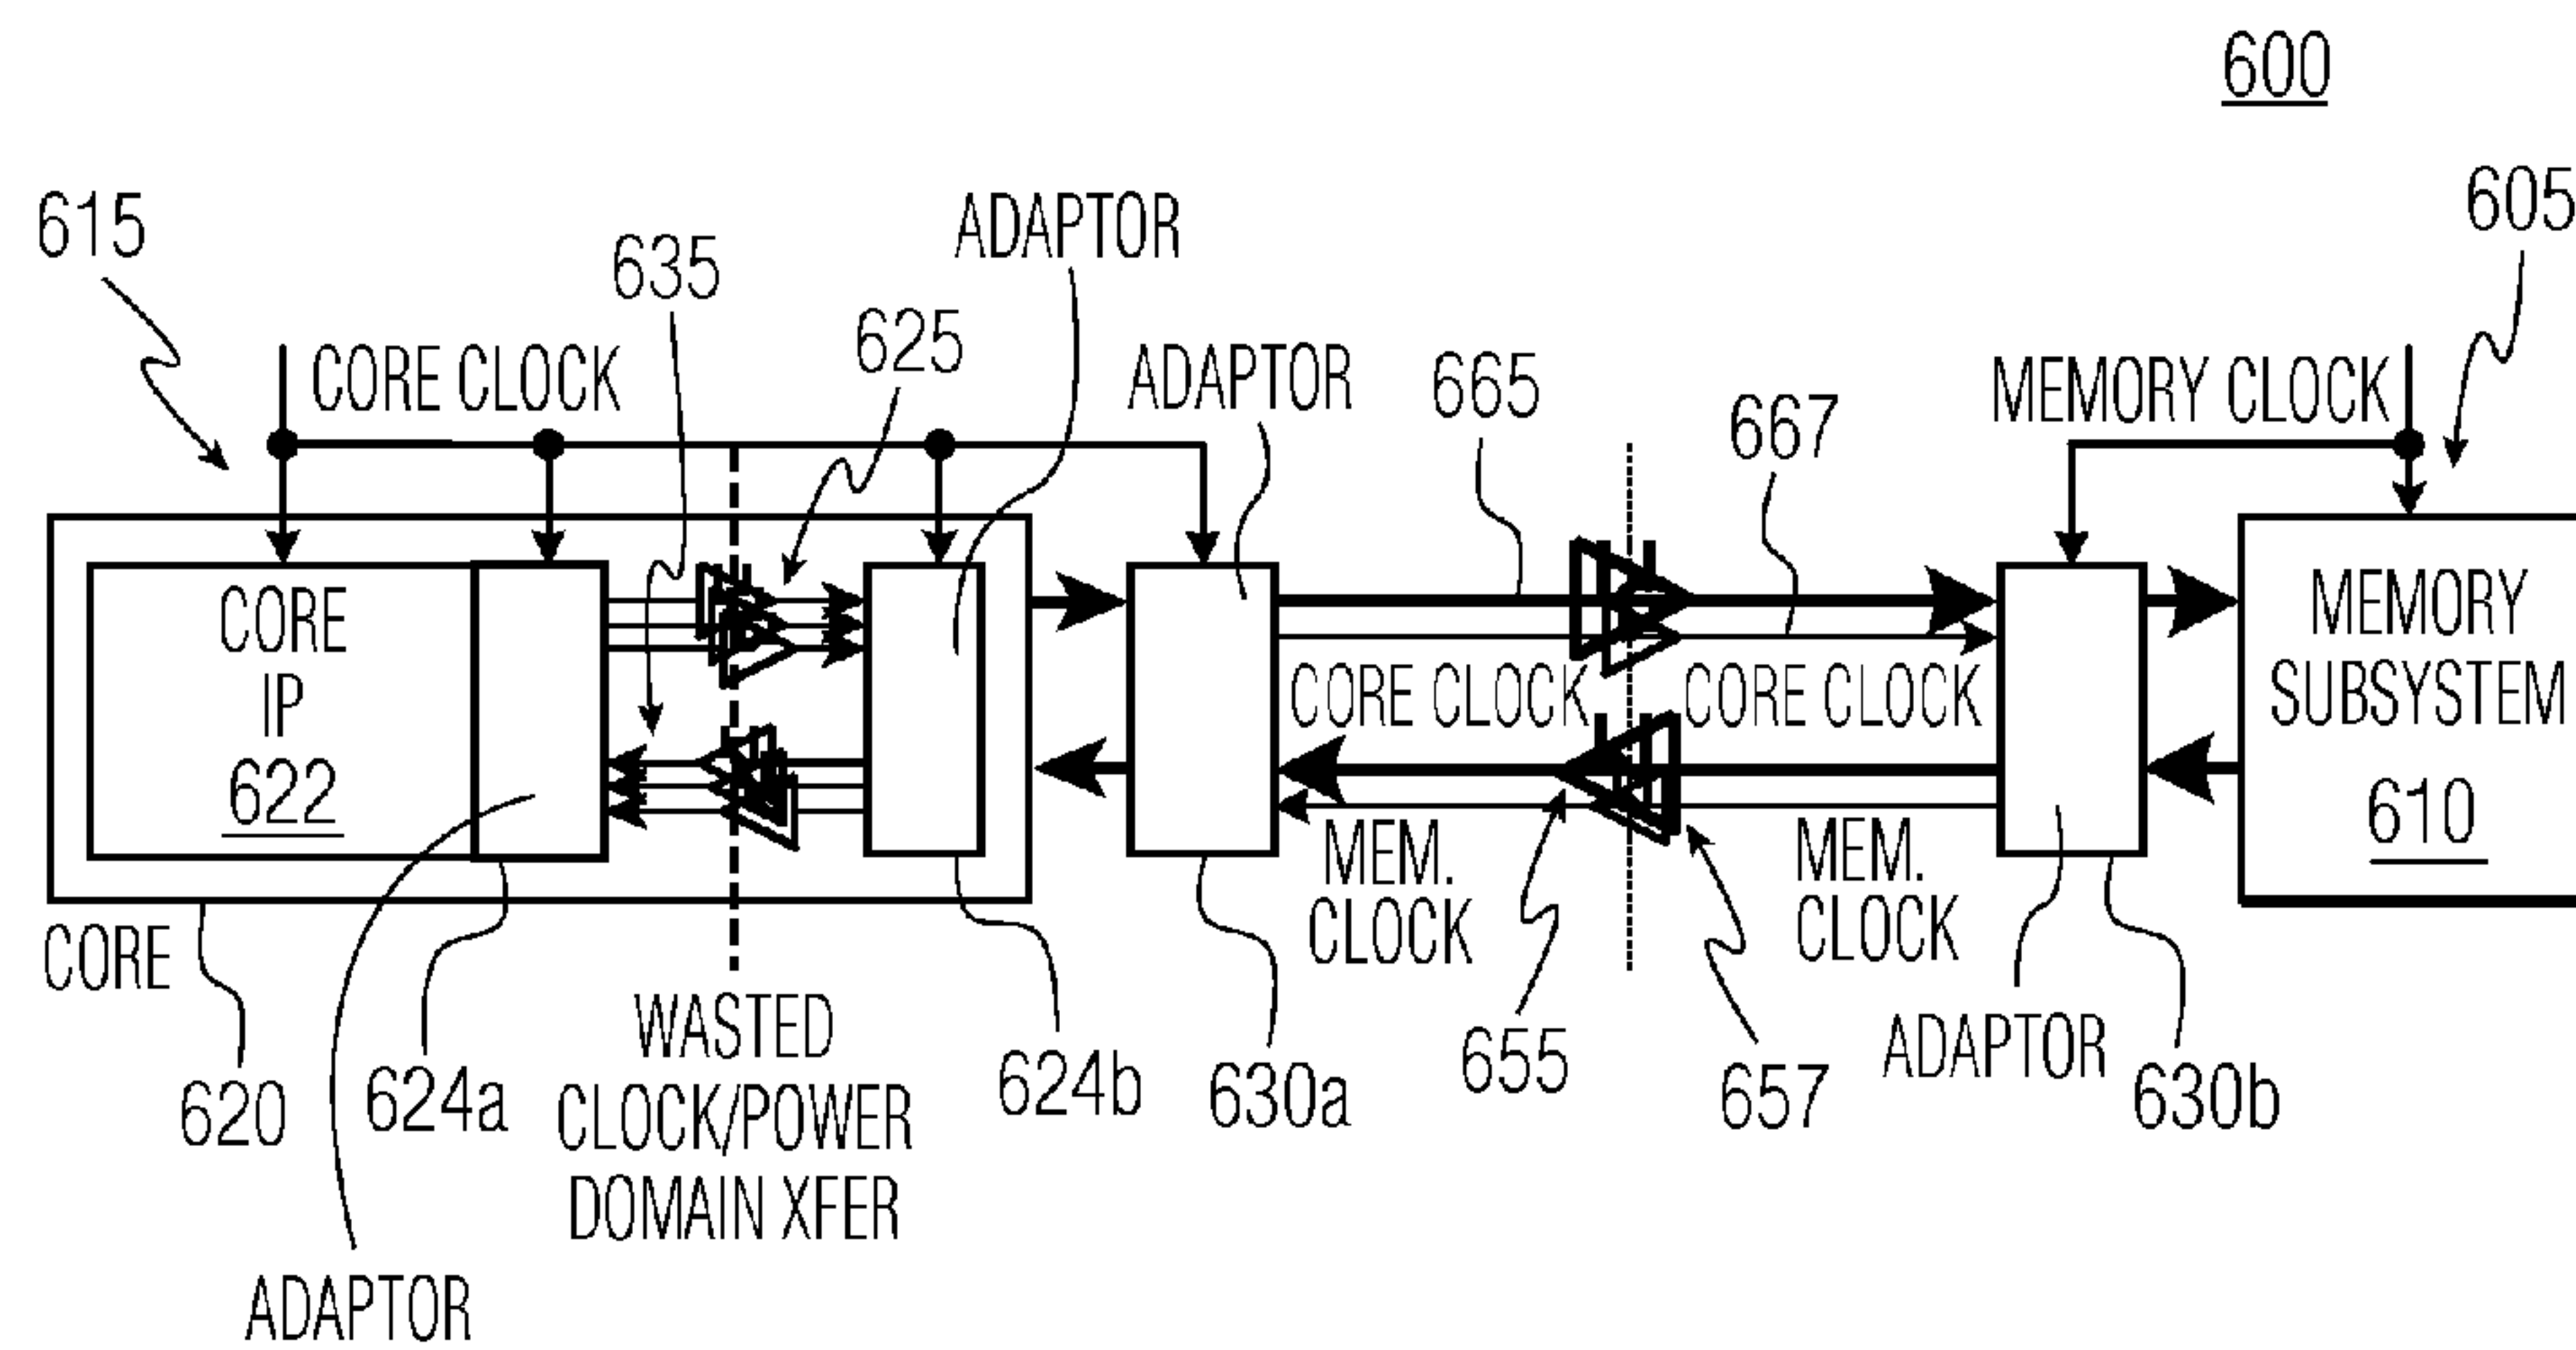 600
605
615
ADAPTOR
635
625
CORE CLOCK
ADAPTOR
665
MEMORY CLOCK
667
CORE
IP
622
MEMORY
SUBSYSTEM
610
CORE CLOCK
CORE CLOCK
MEM.
CLOCK
MEM.
CLOCK
CORE
WASTED
CLOCK/POWER
DOMAIN XFER
620
624a
624b
630a
655
657
ADAPTOR
630b
ADAPTOR